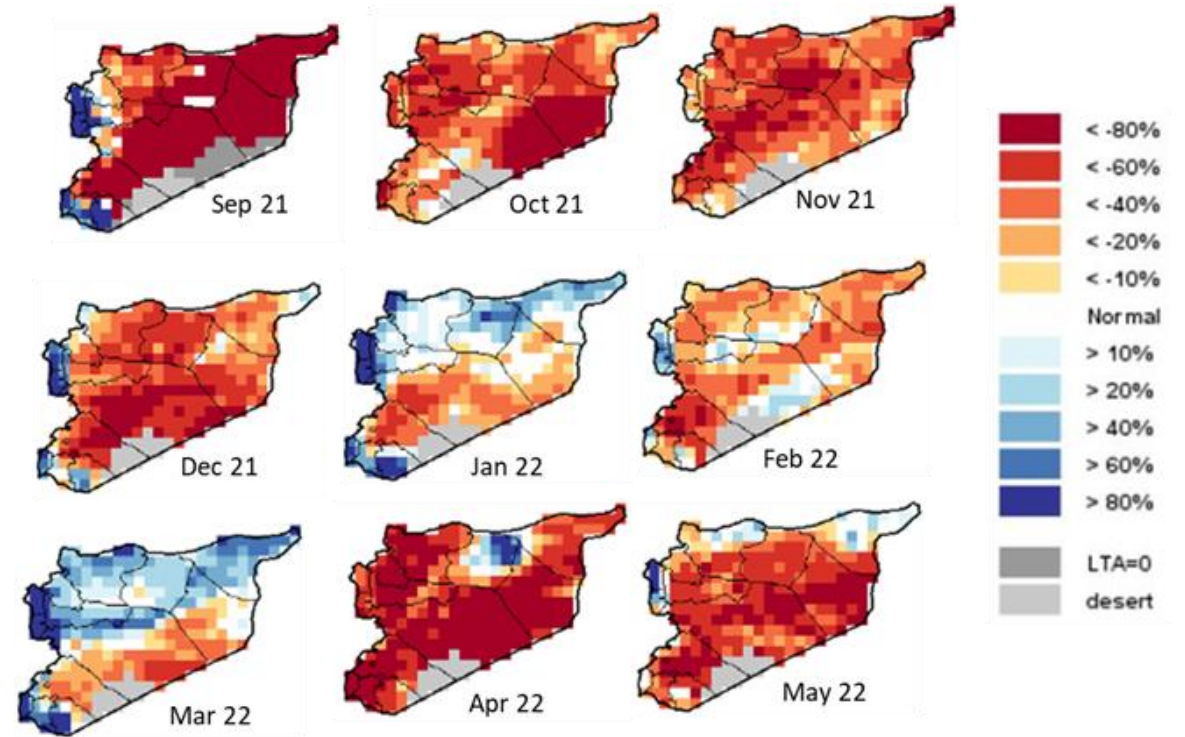 Sep 21
Oct 21
Nov 21
Dec 21
Jan 22
Feb 22
Mar 22
Apr 22
May 22
< -80%
< -60%
< -40%
< -20%
< -10%
Normal
> 10%
> 20%
> 40%
> 60%
> 80%
LTA=0
desert